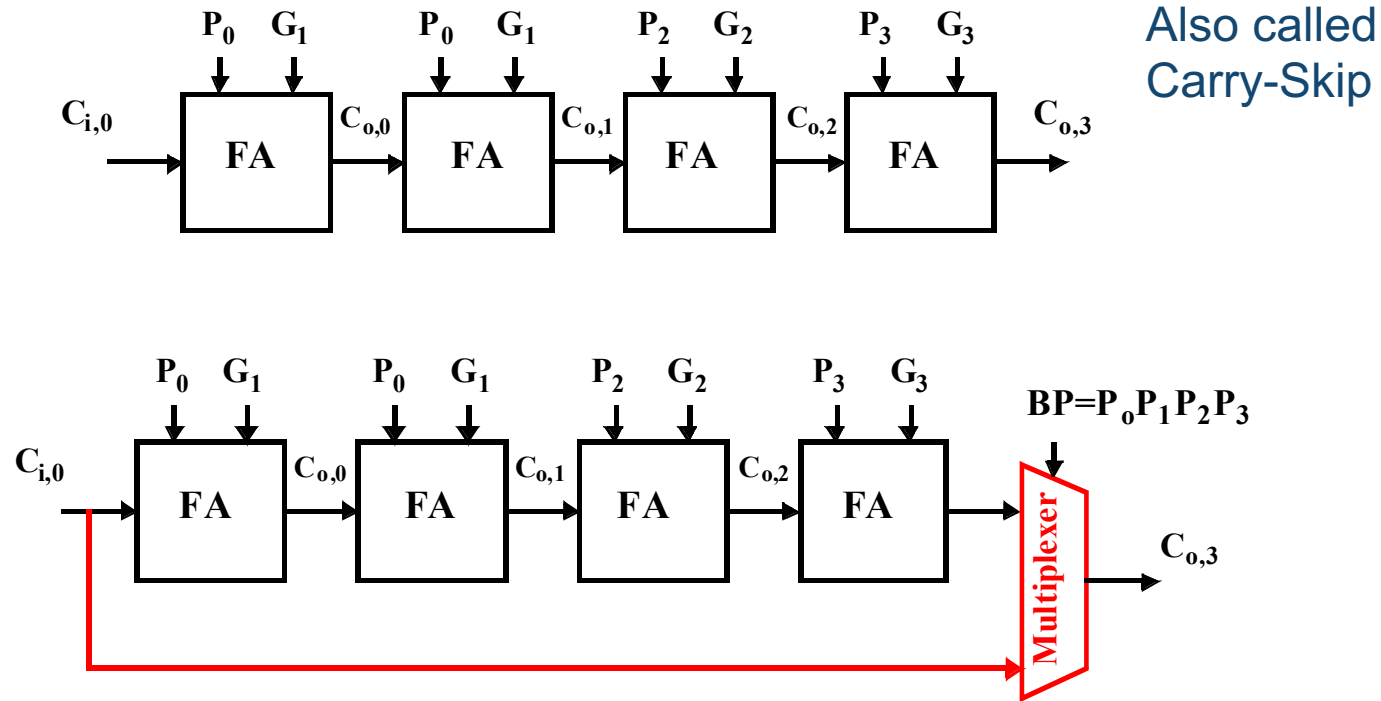 Also called
Carry-Skip
P0 G1 P0 G1 P2 G2 P3 G3
Ci,0 Co,0 Co,1 Co,2 Co,3
FA FA FA FA
P0 G1 P0 G1 P2 G2 P3 G3
BP=PoP1P2P3
Ci,0 Co,0 Co,1 Co,2
FA FA FA FA
Multiplexer
Co,3